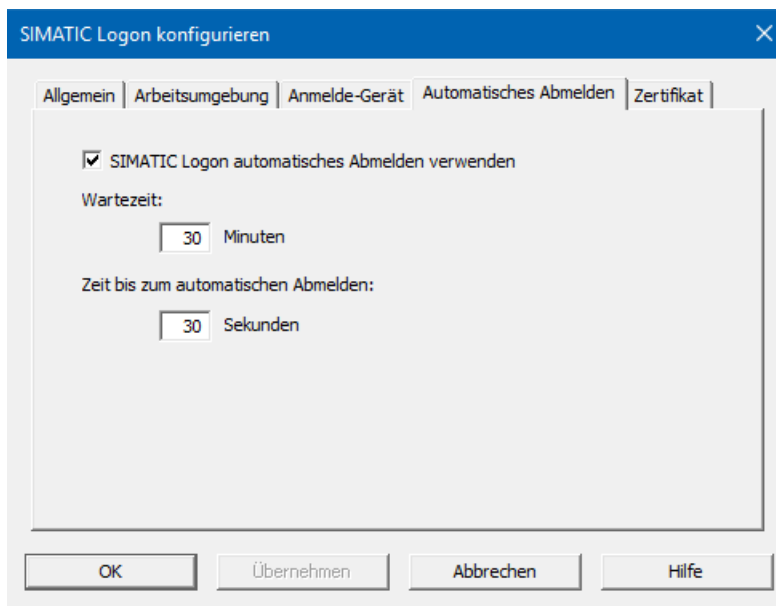 SIMATIC Logon konfigurieren
Allgemein Arbeitsumgebung Anmelde-Gerät Automatisches Abmelden Zertifikat
SIMATIC Logon automatisches Abmelden verwenden
Wartezeit:
30 Minuten
Zeit bis zum automatischen Abmelden:
30 Sekunden
OK Übernehmen Abbrechen Hilfe